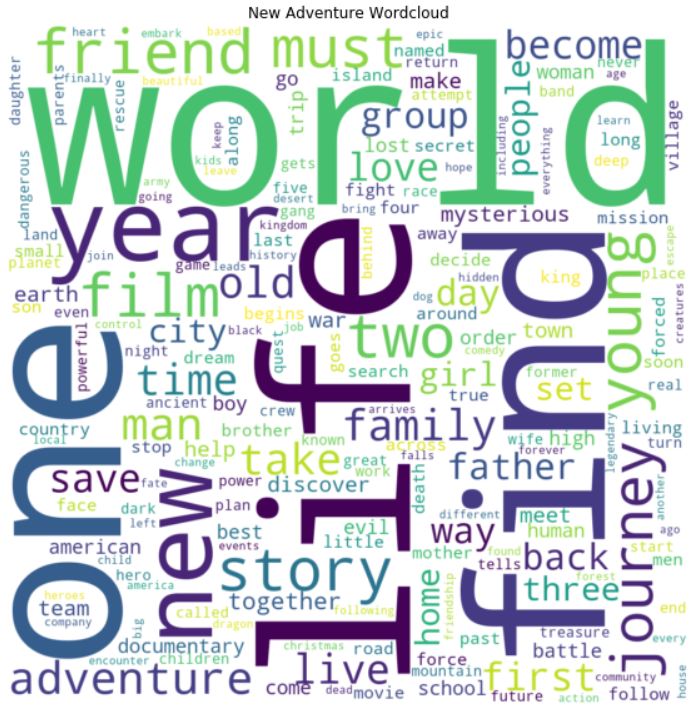 New Adventure Wordcloud
heart embark based epic
friend must become
daughter finally beautiful named return never age
parents rescue go island make woman band
trip attempt people
world
keep along group including long learn
kids lost secret everything deep village
leave gets love
dangerous army five desert fight race
going gang four mysterious mission
year kingdom bring away
land join last history behind decide hidden king place escape
small game leads old dog
planet film day creatures
earth son even begins war around young
control black job goes two order town forced
powerful city quest search comedy former soon
night dream girl set real
one time life find
ancient boy crew true
country man arrives family wife high living
local brother known across forever legendary turn
stop help take great falls father
save change work
fate power discover death meet another
face dark plan way human
left new best evil mother different back journey
american events little tells found start ago men
child story home forest three
hero america friendship
heroes together
team called following past treasure end
company dragon battle every
big documentary christmas road force
children mountain first community
encounter live school action house
adventure come dead movie future follow